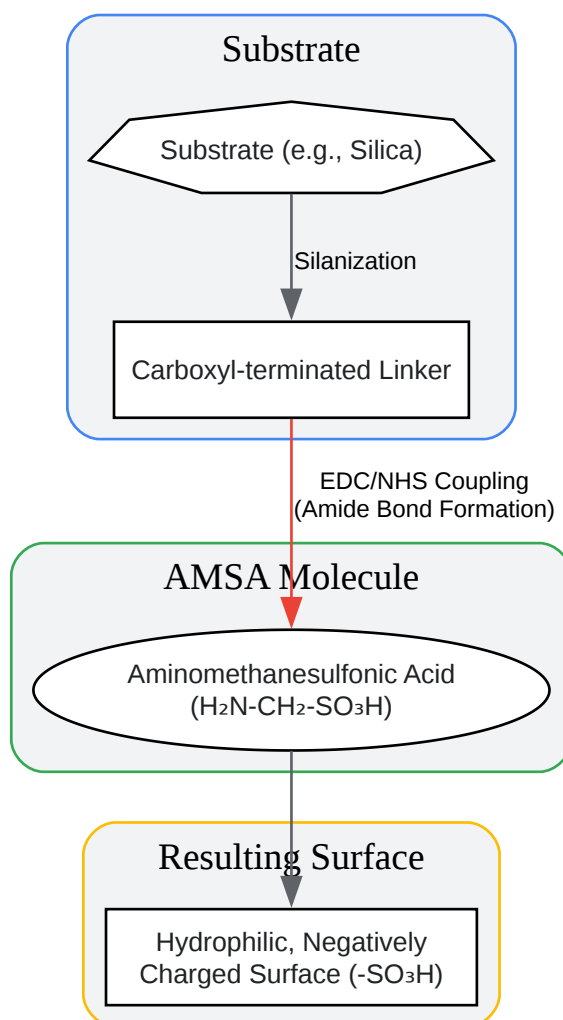 Substrate
Substrate (e.g., Silica)
Silanization
Carboxyl-terminated Linker
EDC/NHS Coupling
(Amide Bond Formation)
AMSA Molecule
Aminomethanesulfonic Acid
(H₂N-CH₂-SO₃H)
Resulting Surface
Hydrophilic, Negatively
Charged Surface (-SO₃H)